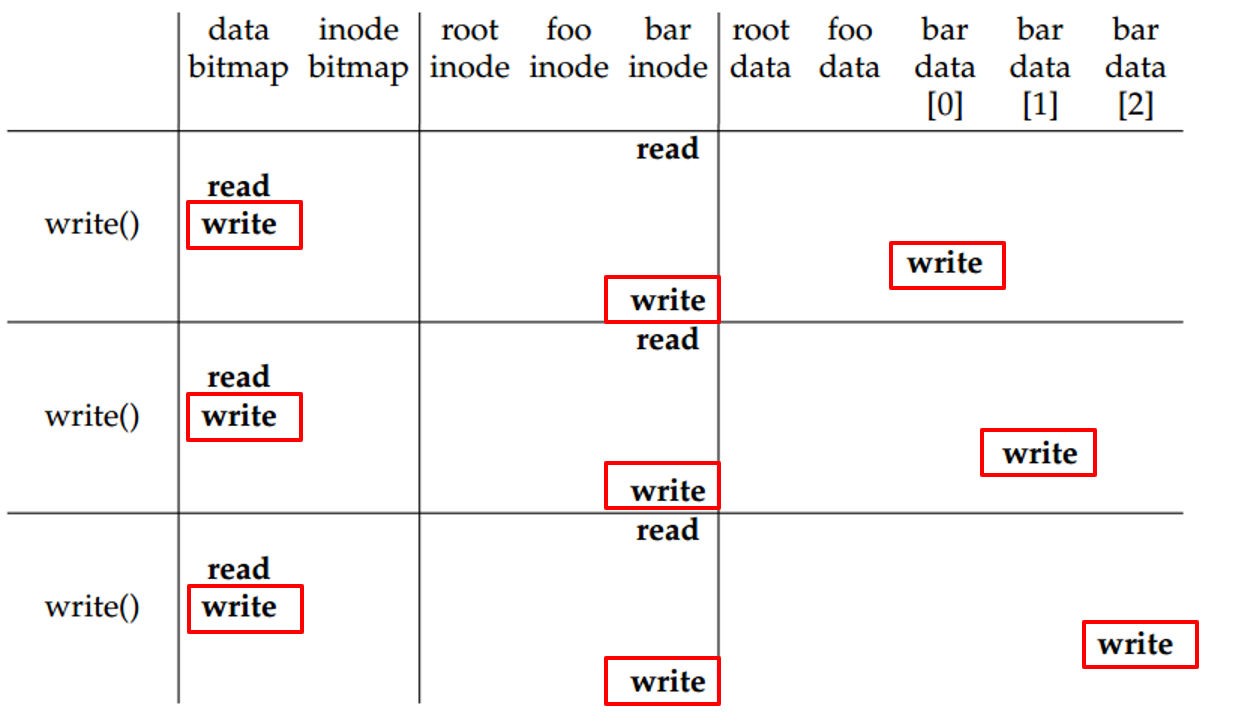 data inode root foo bar root foo bar bar bar
bitmap bitmap inode inode inode data data data data data
[0] [1] [2]
read
read
write() write
write
write
read
read
write() write
write
write
read
read
write() write
write
write